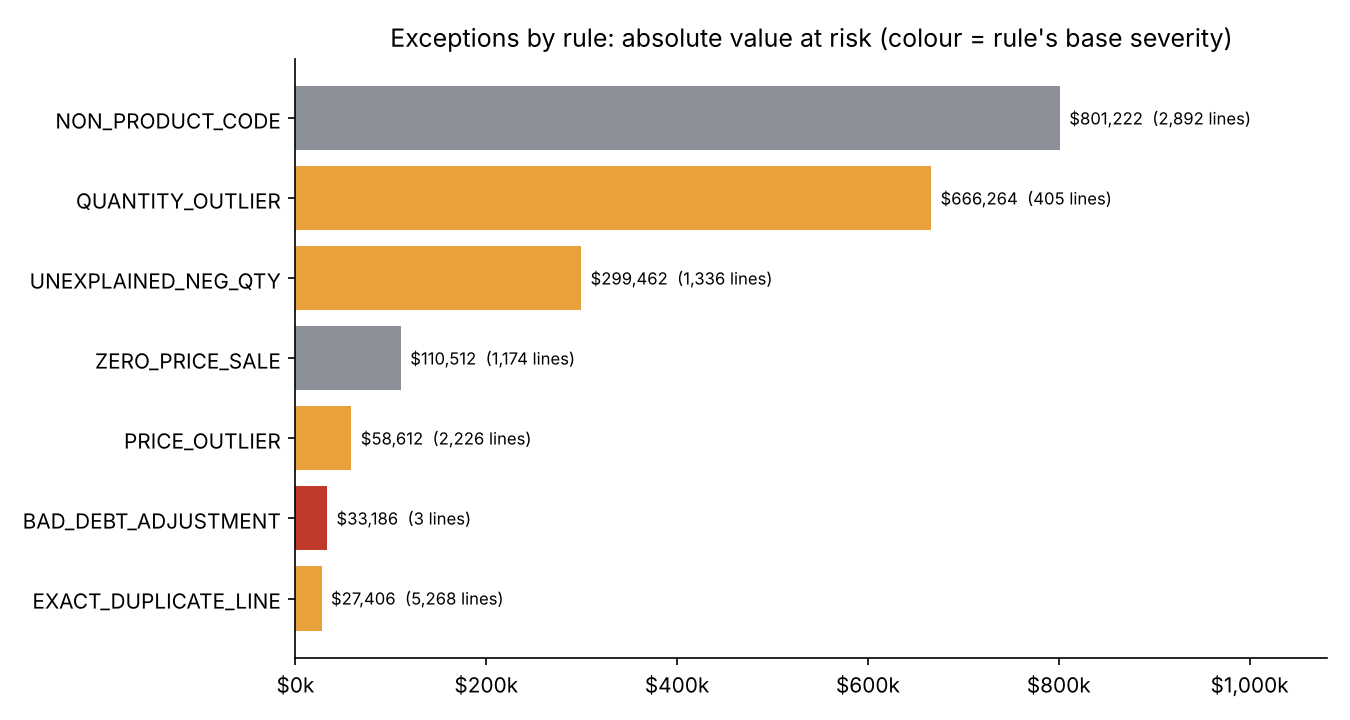 Exceptions by rule: absolute value at risk (colour = rule's base severity)
NON_PRODUCT_CODE $801,222 (2,892 lines)
QUANTITY_OUTLIER $666,264 (405 lines)
UNEXPLAINED_NEG_QTY $299,462 (1,336 lines)
ZERO_PRICE_SALE $110,512 (1,174 lines)
PRICE_OUTLIER $58,612 (2,226 lines)
BAD_DEBT_ADJUSTMENT $33,186 (3 lines)
EXACT_DUPLICATE_LINE $27,406 (5,268 lines)
$0k $200k $400k $600k $800k $1,000k